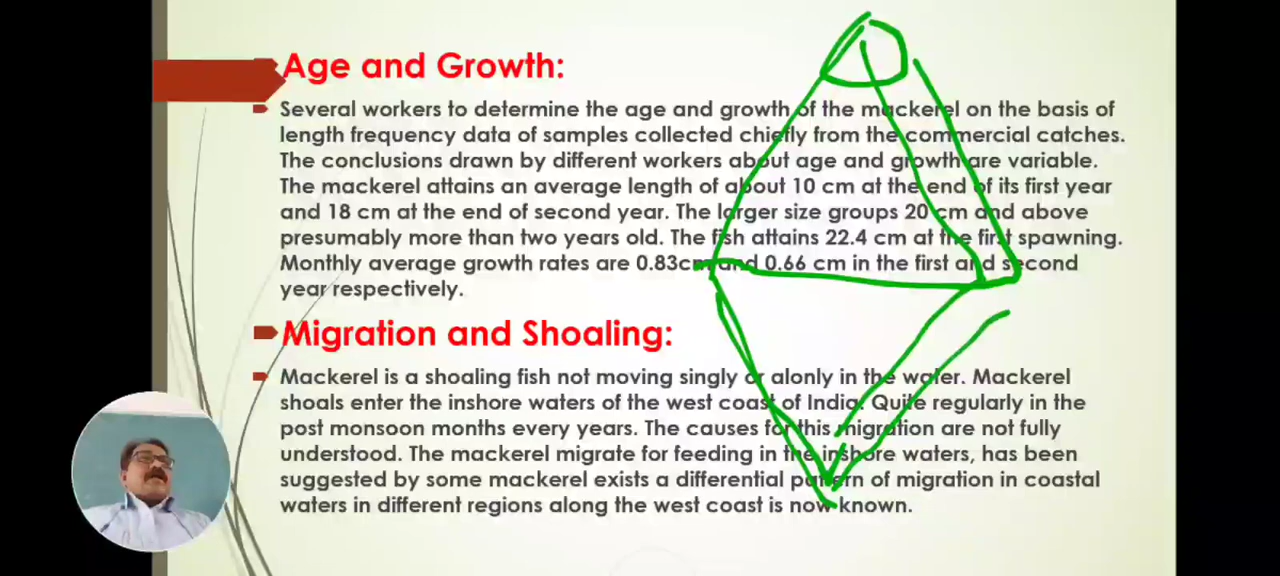 Age and Growth:
Several workers to determine the age and growth of the mackerel on the basis of
length frequency data of samples collected chiefly from the commercial catches.
The conclusions drawn by different workers about age and growth are variable.
The mackerel attains an average length of about 10 cm at the end of its first year
and 18 cm at the end of second year. The larger size groups 20 cm and above
presumably more than two years old. The fish attains 22.4 cm at the first spawning.
Monthly average growth rates are 0.83cm and 0.66 cm in the first and second
year respectively.
Migration and Shoaling:
Mackerel is a shoaling fish not moving singly or alonly in the water. Mackerel
shoals enter the inshore waters of the west coast of India. Quite regularly in the
post monsoon months every years. The causes for this migration are not fully
understood. The mackerel migrate for feeding in the inshore waters, has been
suggested by some mackerel exists a differential pattern of migration in coastal
waters in different regions along the west coast is now known.